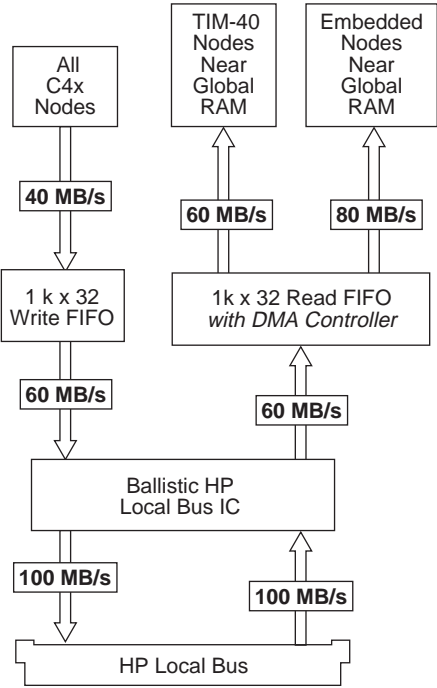 All
C4x
Nodes
TIM-40
Nodes
Near
Global
RAM
Embedded
Nodes
Near
Global
RAM
40 MB/s
60 MB/s
80 MB/s
1 k x 32
Write FIFO
1k x 32 Read FIFO
with DMA Controller
60 MB/s
60 MB/s
Ballistic HP
Local Bus IC
100 MB/s
100 MB/s
HP Local Bus